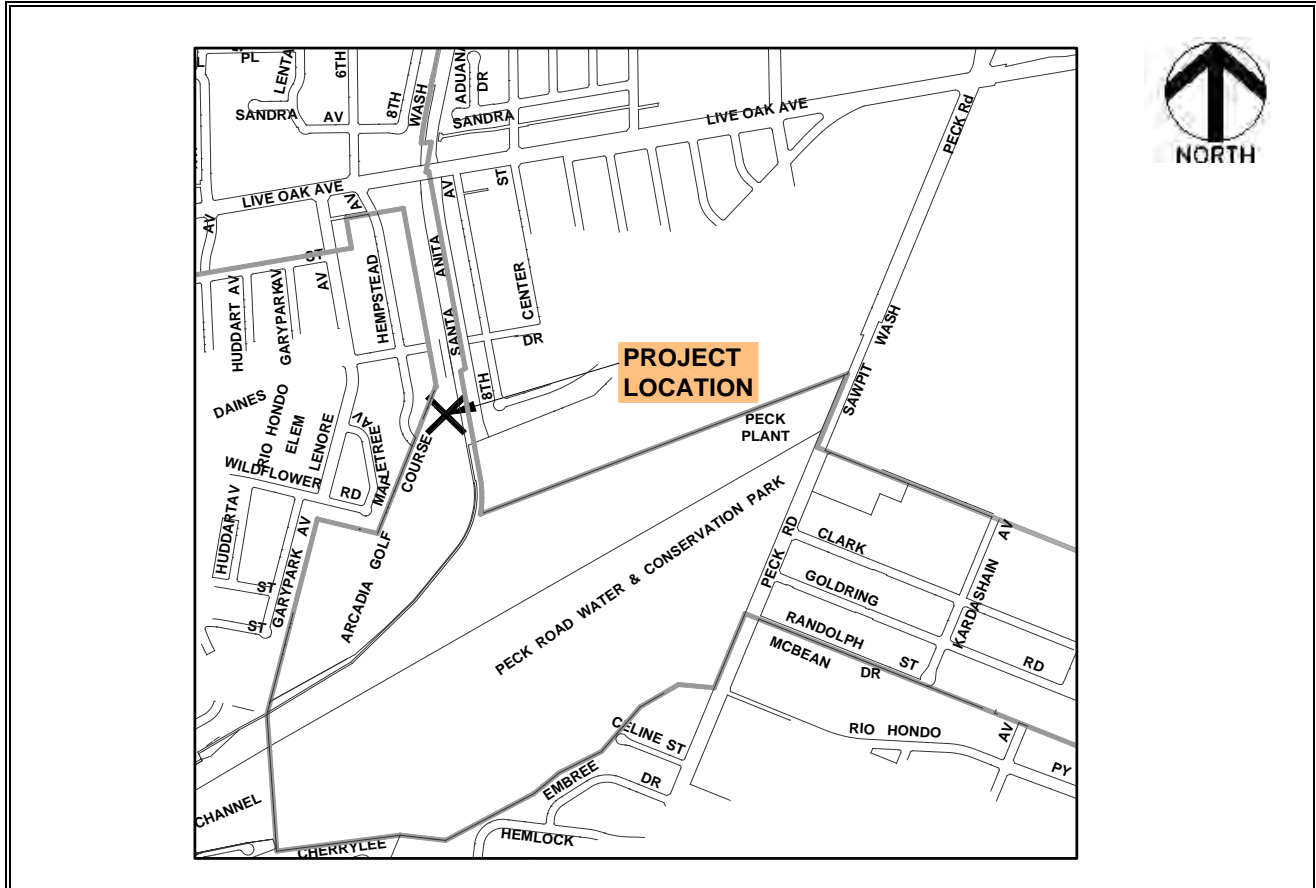 PL
LENTA
6TH
8TH
WASH
ADUANA
DR
SANDRA AV
SANDRA
LIVE OAK AVE
PECK Rd
NORTH
LIVE OAK AVE
AV
AV
AV
ST
ST
AV
HUDDART AV
GARYPARK AV
HEMPSTEAD
SANTA ANITA
CENTER
DR
WASH
SAWPIT
PROJECT
LOCATION
8TH
PECK
PLANT
DAINES
RIO HONDO
ELEM
LENORE
AV
MAPLETREE
WILDFLOWER
RD
COURSE
ARCADIA GOLF
HUDDART AV
GARYPARK AV
ST
ST
PECK ROAD WATER & CONSERVATION PARK
PECK RD
CLARK
AV
GOLDRING
KARDASHAIN
RANDOLPH
ST
RD
MCBEAN
DR
RIO HONDO
AV
PY
CELINE ST
EMBREE
DR
HEMLOCK
CHANNEL
CHERRYLEE